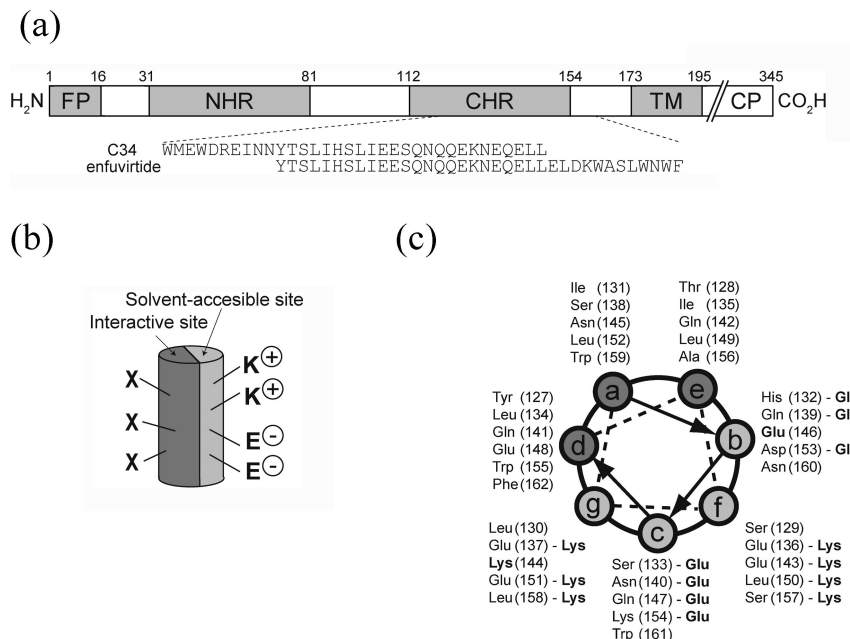 (a)
1 16 31 81 112 154 173 195 345
H2N FP NHR CHR TM CP CO2H
C34 WMEWDREINNYTSLIHSLIEESQNQQEKNEQELL
enfuvirtide YTSLIHSLIEESQNQQEKNEQELLELDKWASLWNWF
(b)
Solvent-accesible site
Interactive site
X K +
X K +
X E -
E -
(c)
Ile (131)
Ser (138)
Asn (145)
Leu (152)
Trp (159)
Thr (128)
Ile (135)
Gln (142)
Leu (149)
Ala (156)
Tyr (127)
Leu (134)
Gln (141)
Glu (148)
Trp (155)
Phe (162)
a e
d b
g f
c
His (132) - Gl
Gln (139) - Gl
Glu (146)
Asp (153) - Gl
Asn (160)
Leu (130)
Glu (137) - Lys
Lys (144)
Glu (151) - Lys
Leu (158) - Lys
Ser (133) - Glu
Asn (140) - Glu
Gln (147) - Glu
Lys (154) - Glu
Trp (161)
Ser (129)
Glu (136) - Lys
Glu (143) - Lys
Leu (150) - Lys
Ser (157) - Lys